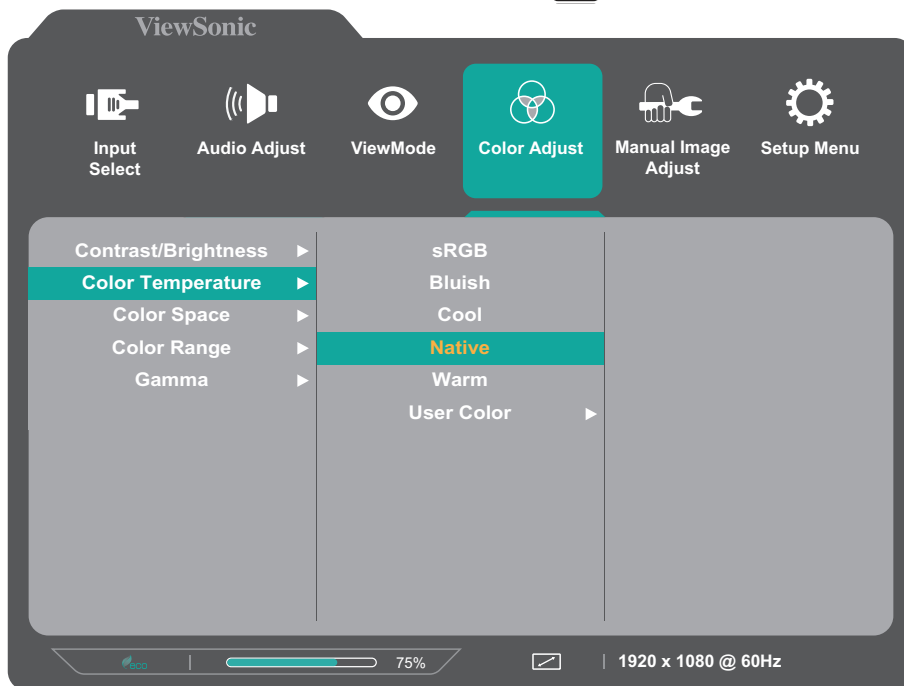 ViewSonic
Input Select
Audio Adjust
ViewMode
Color Adjust
Manual Image Adjust
Setup Menu
Contrast/Brightness
Color Temperature
Color Space
Color Range
Gamma
sRGB
Bluish
Cool
Native
Warm
User Color
eco
75%
1920 x 1080 @ 60Hz